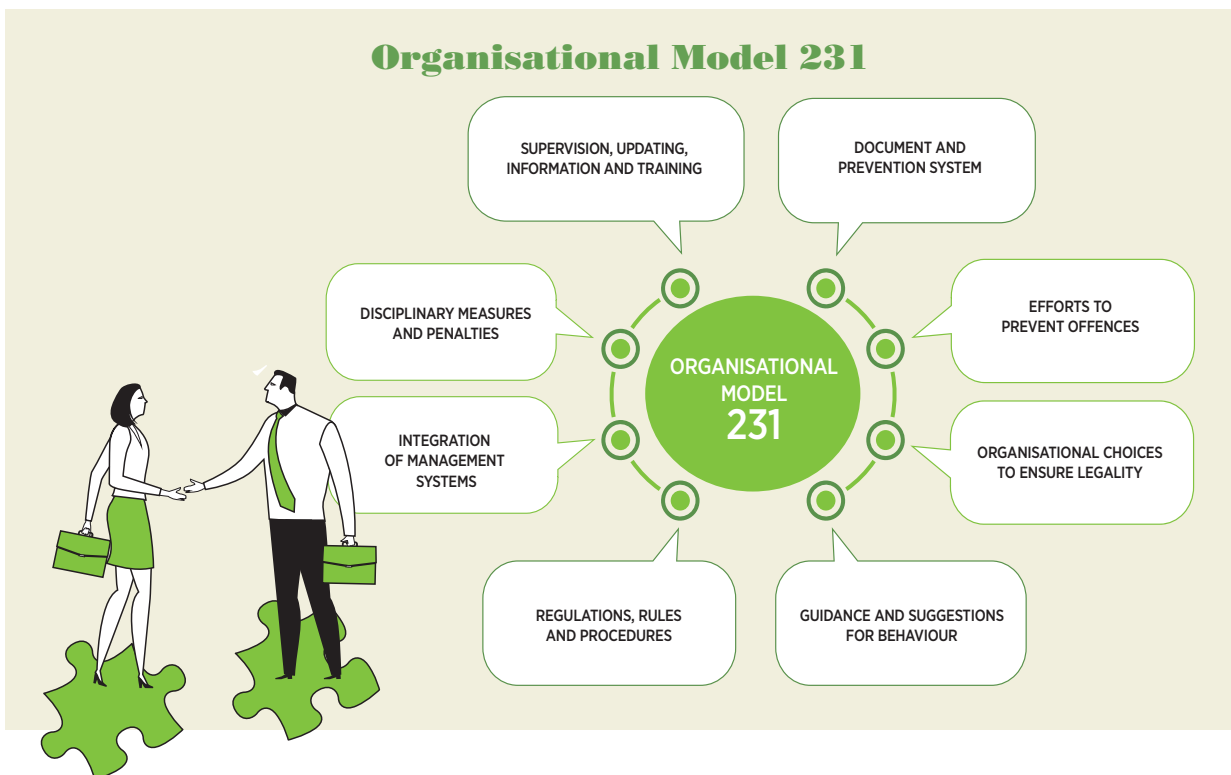 Organisational Model 231
SUPERVISION, UPDATING,
INFORMATION AND TRAINING
DOCUMENT AND
PREVENTION SYSTEM
DISCIPLINARY MEASURES
AND PENALTIES
EFFORTS TO
PREVENT OFFENCES
ORGANISATIONAL
MODEL
231
INTEGRATION
OF MANAGEMENT
SYSTEMS
ORGANISATIONAL CHOICES
TO ENSURE LEGALITY
REGULATIONS, RULES
AND PROCEDURES
GUIDANCE AND SUGGESTIONS
FOR BEHAVIOUR